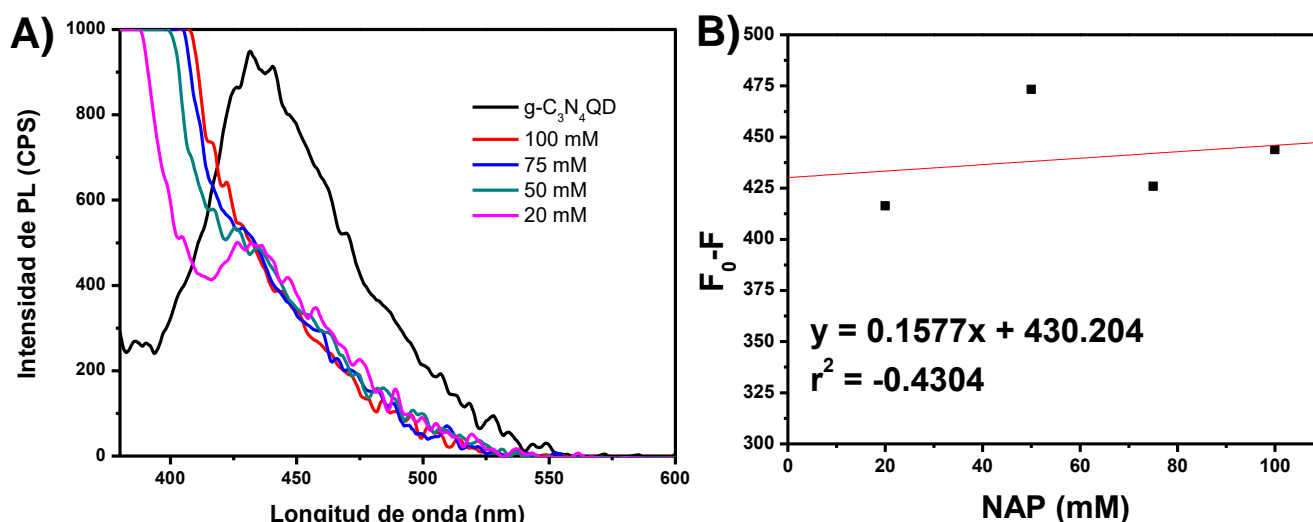 A)
Intensidad de PL (CPS)
1000
800
600
400
200
0
400
450
500
550
600
Longitud de onda (nm)
g-C₃N₄QD
100 mM
75 mM
50 mM
20 mM
B)
F₀-F
500
475
450
425
400
375
350
325
300
0
20
40
60
80
100
NAP (mM)
y = 0.1577x + 430.204
r² = -0.4304